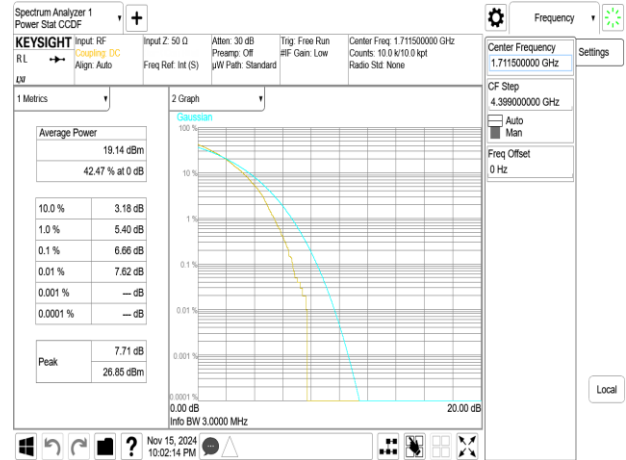 Spectrum Analyzer 1
Power Stat CCDF
Frequency
KEYSIGHT
RL
LXI
Input: RF
Coupling: DC
Align: Auto
Input Z: 50 Ω
Freq Ref: Int (S)
Atten: 30 dB
Preamp: Off
µW Path: Standard
Trig: Free Run
#IF Gain: Low
Center Freq: 1.711500000 GHz
Counts: 10.0 k/10.0 kpt
Radio Std: None
Center Frequency
1.711500000 GHz
Settings
CF Step
4.399000000 GHz
Auto
Man
Freq Offset
0 Hz
Local
1 Metrics
Average Power
19.14 dBm
42.47 % at 0 dB
10.0 % 3.18 dB
1.0 % 5.40 dB
0.1 % 6.66 dB
0.01 % 7.62 dB
0.001 % --- dB
0.0001 % --- dB
Peak
7.71 dB
26.85 dBm
2 Graph
Gaussian
100 %
10 %
1 %
0.1 %
0.01 %
0.001 %
0.0001 %
0.00 dB 20.00 dB
Info BW 3.0000 MHz
?
Nov 15, 2024
10:02:14 PM